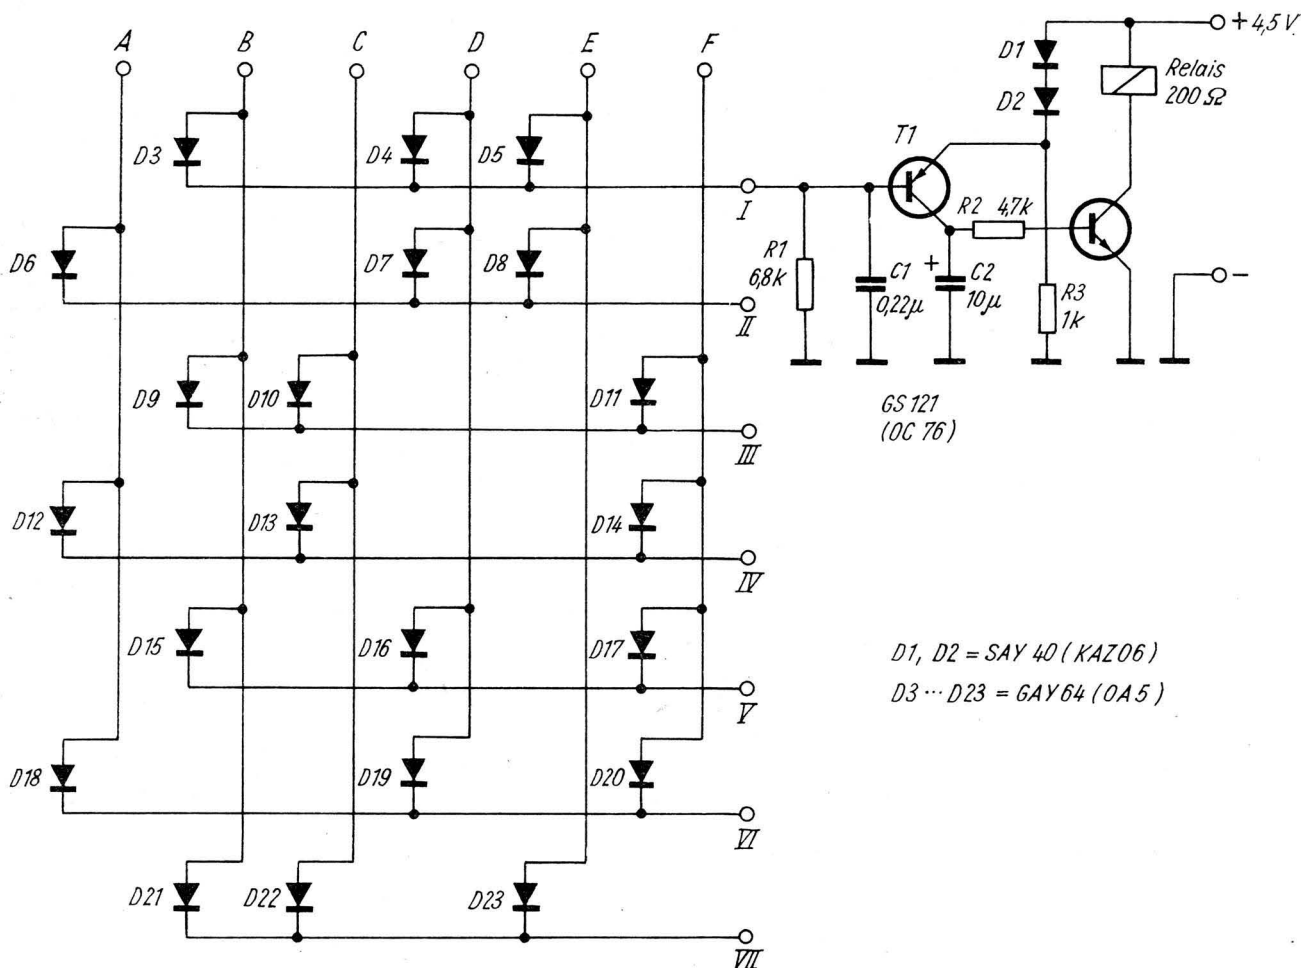 A B C D E F
+ 4,5 V
D1
Relais
200 Ω
D2
T1
D3 D4 D5
I
R2 4,7k
D6 D7 D8
R1
6,8k
C1
0,22µ
+
C2
10µ
R3
1k
−
II
D9 D10 D11
III
GS 121
(OC 76)
D12 D13 D14
IV
D15 D16 D17
V
D1, D2 = SAY 40 (KAZ06)
D3 ··· D23 = GAY 64 (OA5)
D18 D19 D20
VI
D21 D22 D23
VII